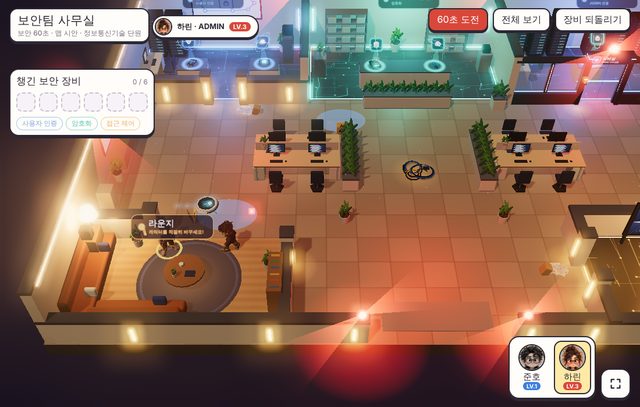 보안팀 사무실
보안 60초 · 맵 시안 · 정보통신기술 단원
하린 · ADMIN LV.3
60초 도전
전체 보기
장비 되돌리기
챙긴 보안 장비 0 / 6
사용자 인증
암호화
접근 제어
라운지
준호
LV.1
하린
LV.3